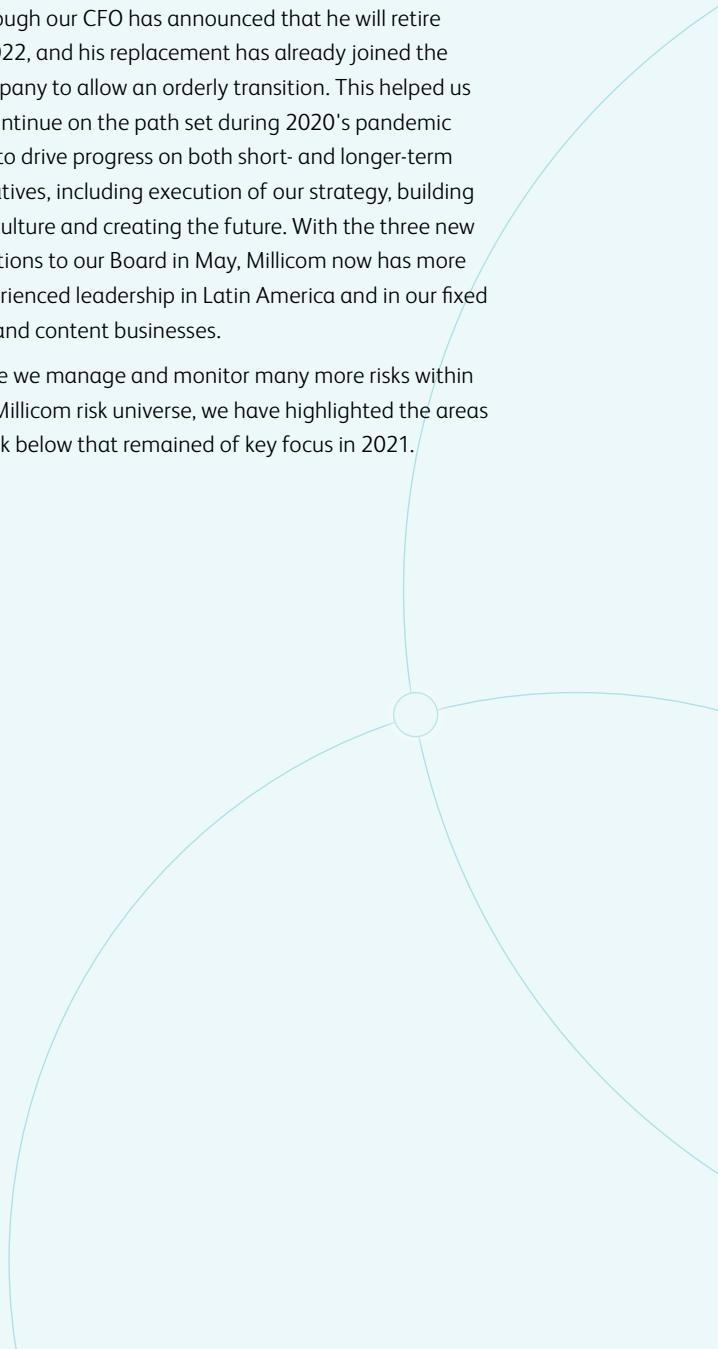 ough our CFO has announced that he will retire
022, and his replacement has already joined the
pany to allow an orderly transition. This helped us
ntinue on the path set during 2020's pandemic
to drive progress on both short- and longer-term
atives, including execution of our strategy, building
ulture and creating the future. With the three new
tions to our Board in May, Millicom now has more
rienced leadership in Latin America and in our fixed
and content businesses.
e we manage and monitor many more risks within
Millicom risk universe, we have highlighted the areas
k below that remained of key focus in 2021.